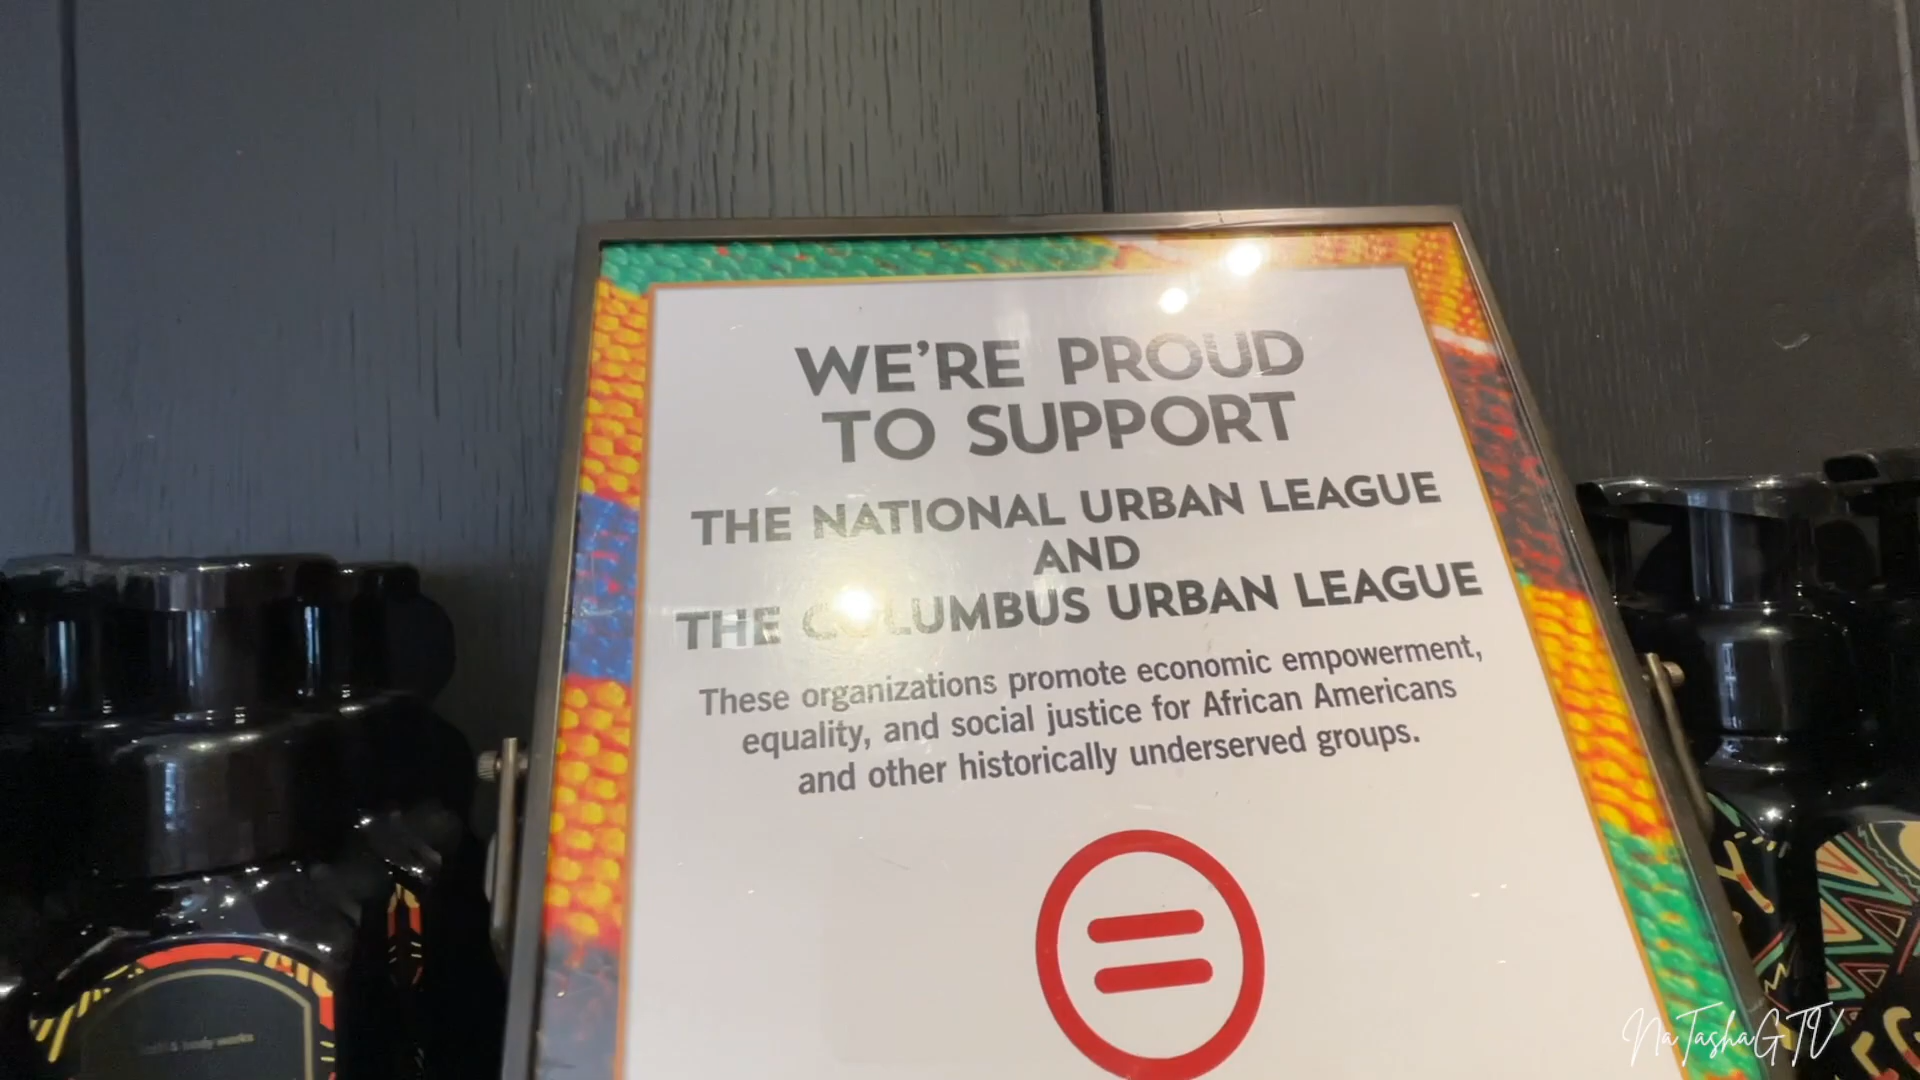 WE'RE PROUD
TO SUPPORT
THE NATIONAL URBAN LEAGUE
AND
THE COLUMBUS URBAN LEAGUE
These organizations promote economic empowerment,
equality, and social justice for African Americans
and other historically underserved groups.
NaTashaGTV